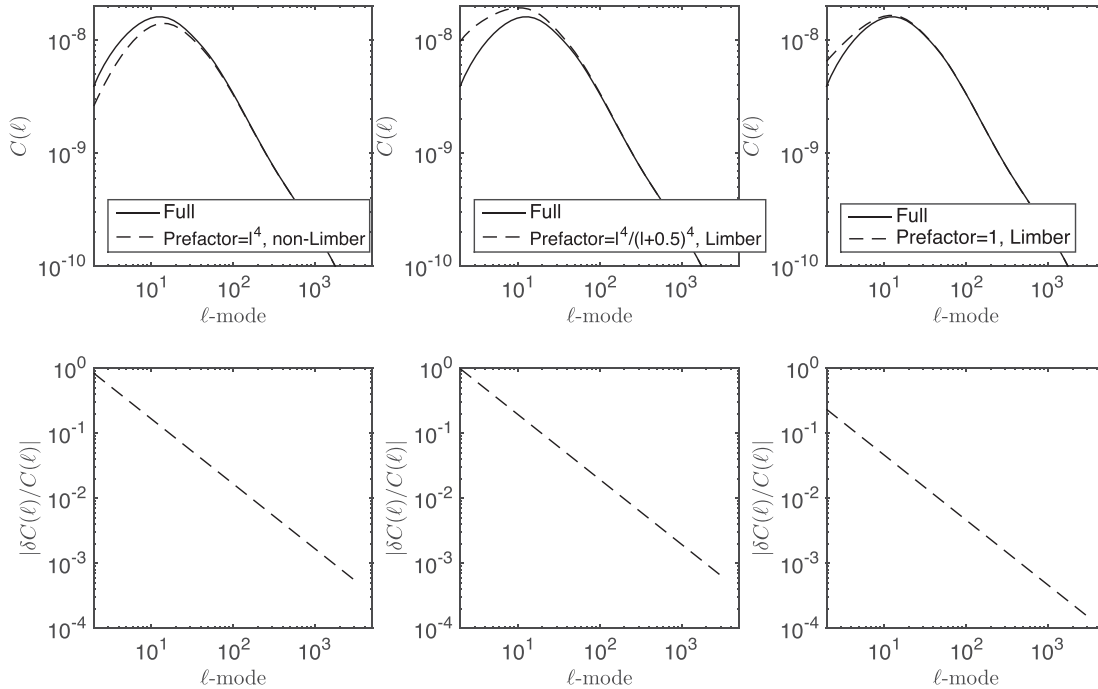 10^-8
10^-9
10^-10
C(ℓ)
Full
Prefactor=l^4, non-Limber
10^1
10^2
10^3
ℓ-mode
10^-8
10^-9
10^-10
C(ℓ)
Full
Prefactor=l^4/(l+0.5)^4, Limber
10^1
10^2
10^3
ℓ-mode
10^-8
10^-9
10^-10
C(ℓ)
Full
Prefactor=1, Limber
10^1
10^2
10^3
ℓ-mode
10^0
10^-1
10^-2
10^-3
10^-4
|δC(ℓ)/C(ℓ)|
10^1
10^2
10^3
ℓ-mode
10^0
10^-1
10^-2
10^-3
10^-4
|δC(ℓ)/C(ℓ)|
10^1
10^2
10^3
ℓ-mode
10^0
10^-1
10^-2
10^-3
10^-4
|δC(ℓ)/C(ℓ)|
10^1
10^2
10^3
ℓ-mode